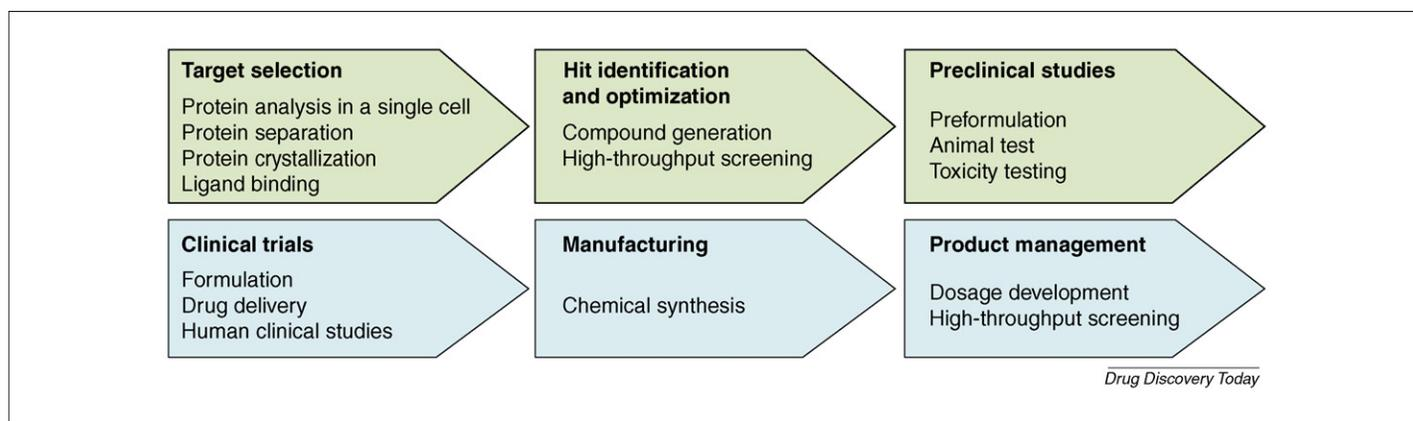 Target selection
Protein analysis in a single cell
Protein separation
Protein crystallization
Ligand binding
Hit identification
and optimization
Compound generation
High-throughput screening
Preclinical studies
Preformulation
Animal test
Toxicity testing
Clinical trials
Formulation
Drug delivery
Human clinical studies
Manufacturing
Chemical synthesis
Product management
Dosage development
High-throughput screening
Drug Discovery Today